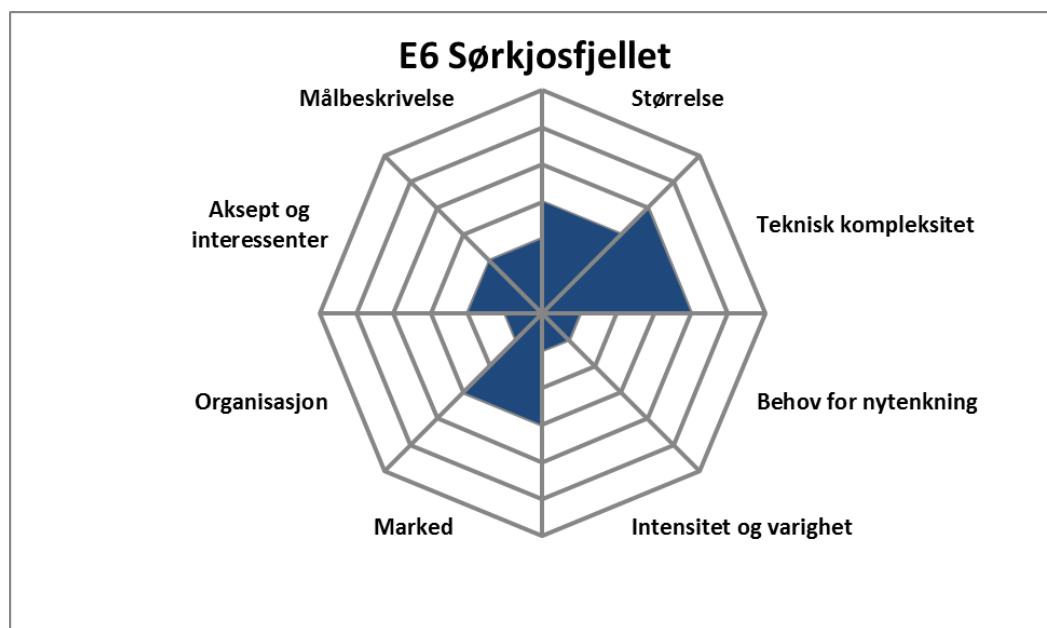 E6 Sørkjosfjellet
Målbeskrivelse
Størrelse
Aksept og
interessenter
Teknisk kompleksitet
Organisasjon
Behov for nytenkning
Marked
Intensitet og varighet